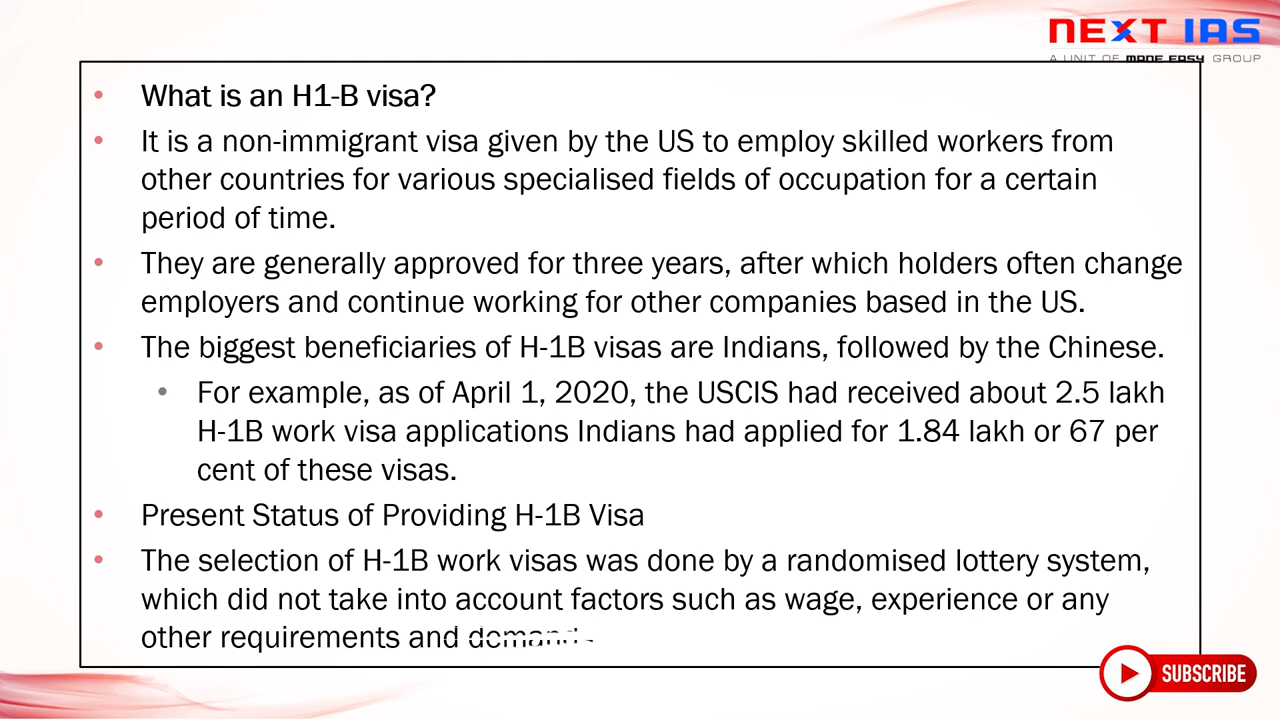 NEXT IAS
A UNIT OF MADE EASY GROUP
• What is an H1-B visa?
• It is a non-immigrant visa given by the US to employ skilled workers from
other countries for various specialised fields of occupation for a certain
period of time.
• They are generally approved for three years, after which holders often change
employers and continue working for other companies based in the US.
• The biggest beneficiaries of H-1B visas are Indians, followed by the Chinese.
• For example, as of April 1, 2020, the USCIS had received about 2.5 lakh
H-1B work visa applications Indians had applied for 1.84 lakh or 67 per
cent of these visas.
• Present Status of Providing H-1B Visa
• The selection of H-1B work visas was done by a randomised lottery system,
which did not take into account factors such as wage, experience or any
other requirements and demand.
SUBSCRIBE